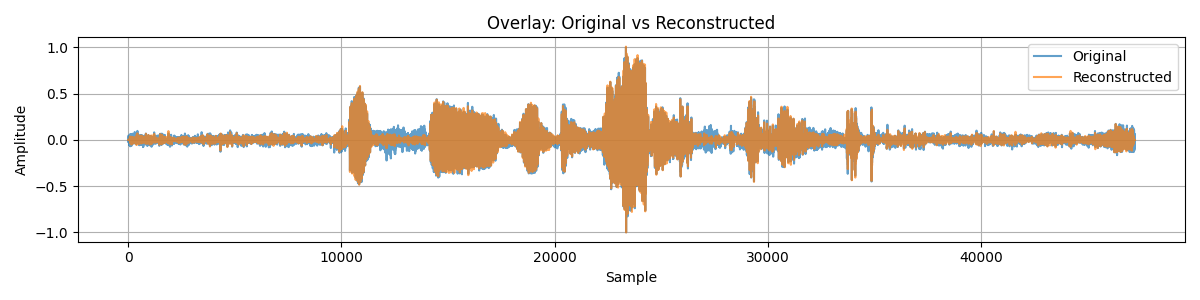 Overlay: Original vs Reconstructed
1.0
0.5
0.0
−0.5
−1.0
Amplitude
Original
Reconstructed
0 10000 20000 30000 40000
Sample